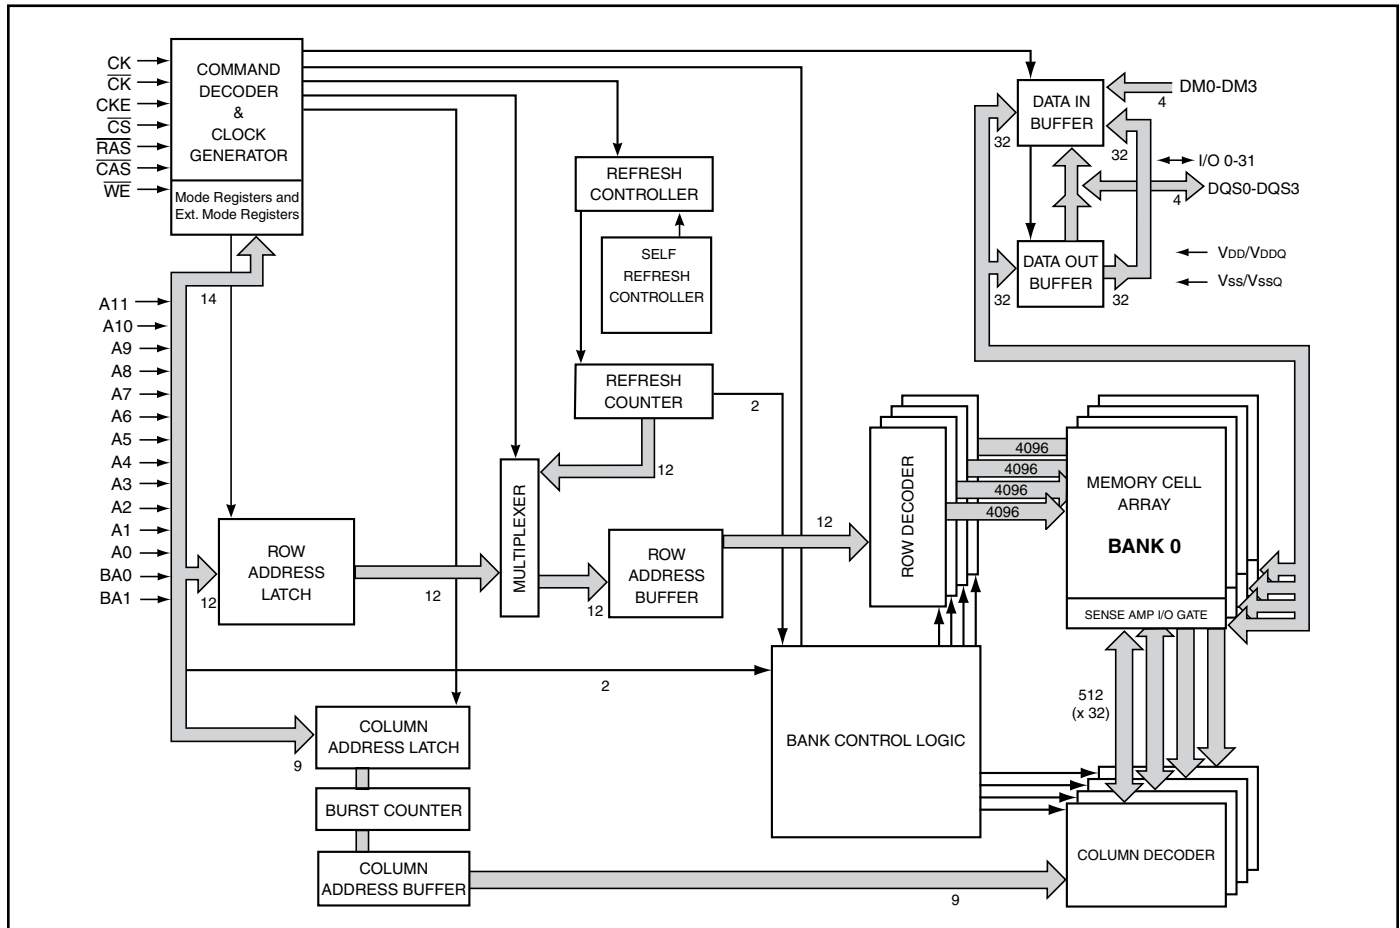 CK
CK
CKE
CS
RAS
CAS
WE
COMMAND
DECODER
&
CLOCK
GENERATOR
Mode Registers and
Ext. Mode Registers
14
A11
A10
A9
A8
A7
A6
A5
A4
A3
A2
A1
A0
BA0
BA1
12
ROW
ADDRESS
LATCH
12
MULTIPLEXER
12
REFRESH
CONTROLLER
SELF
REFRESH
CONTROLLER
REFRESH
COUNTER
2
12
ROW
ADDRESS
BUFFER
12
2
9
COLUMN
ADDRESS LATCH
BURST COUNTER
COLUMN
ADDRESS BUFFER
9
BANK CONTROL LOGIC
ROW DECODER
4096
4096
4096
4096
MEMORY CELL
ARRAY
BANK 0
SENSE AMP I/O GATE
512
(x 32)
COLUMN DECODER
DATA IN
BUFFER
32
32
DM0-DM3
4
I/O 0-31
DQS0-DQS3
4
DATA OUT
BUFFER
32
32
VDD/VDDQ
Vss/VssQ